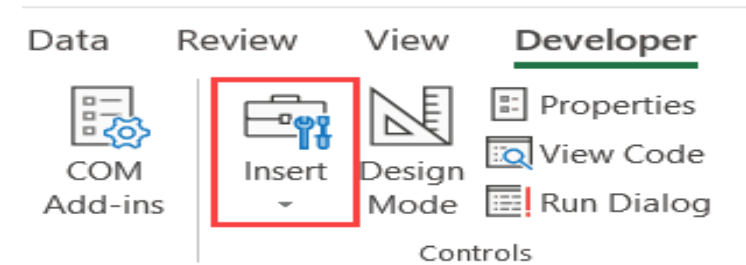 Data Review View Developer
COM
Add-ins
Insert
Design
Mode
Properties
View Code
Run Dialog
Controls